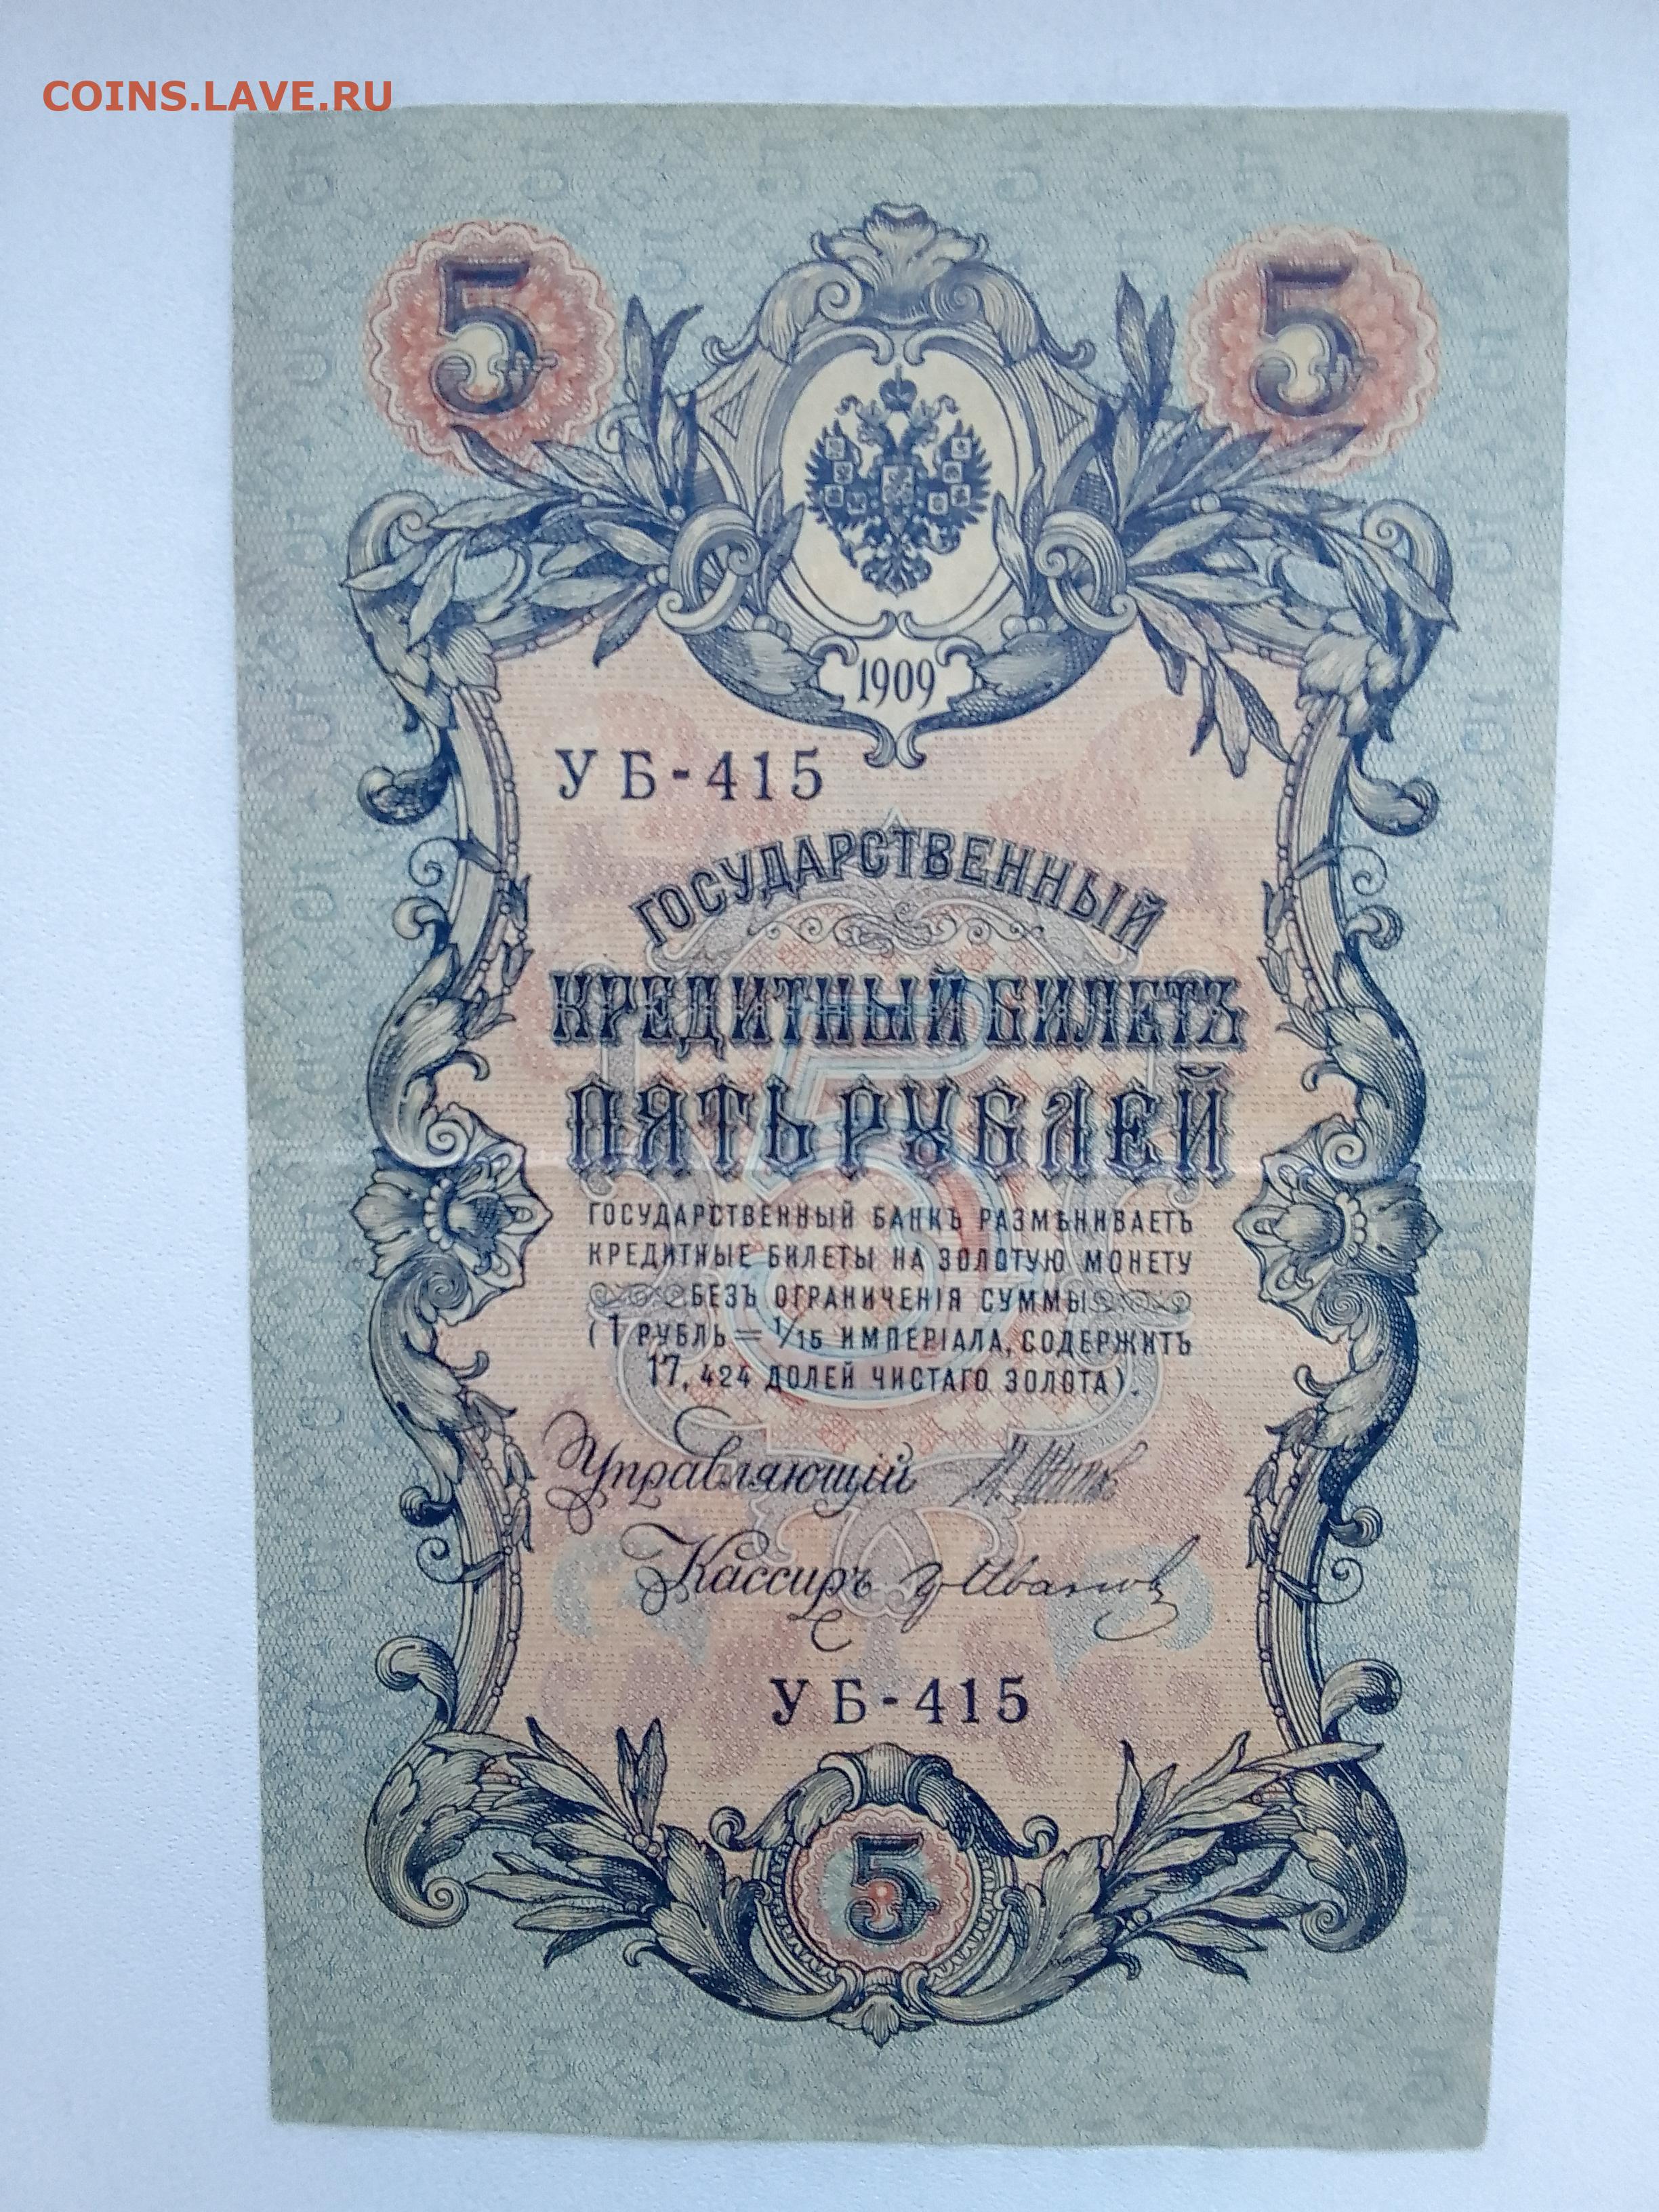 COINS.LAVE.RU
5 5
1909
УБ-415
ГОСУДАРСТВЕННЫЙ
КРЕДИТНЫЙ БИЛЕТЪ
ПЯТЬ РУБЛЕЙ
ГОСУДАРСТВЕННЫЙ БАНКЪ РАЗМѢНИВАЕТЪ
КРЕДИТНЫЕ БИЛЕТЫ НА ЗОЛОТУЮ МОНЕТУ
БЕЗЪ ОГРАНИЧЕНІЯ СУММЫ
(1 РУБЛЬ = 1/15 ИМПЕРІАЛА, СОДЕРЖИТЪ
17,424 ДОЛЕЙ ЧИСТАГО ЗОЛОТА).
Управляющій
Кассиръ Гр Иванов
УБ-415
5